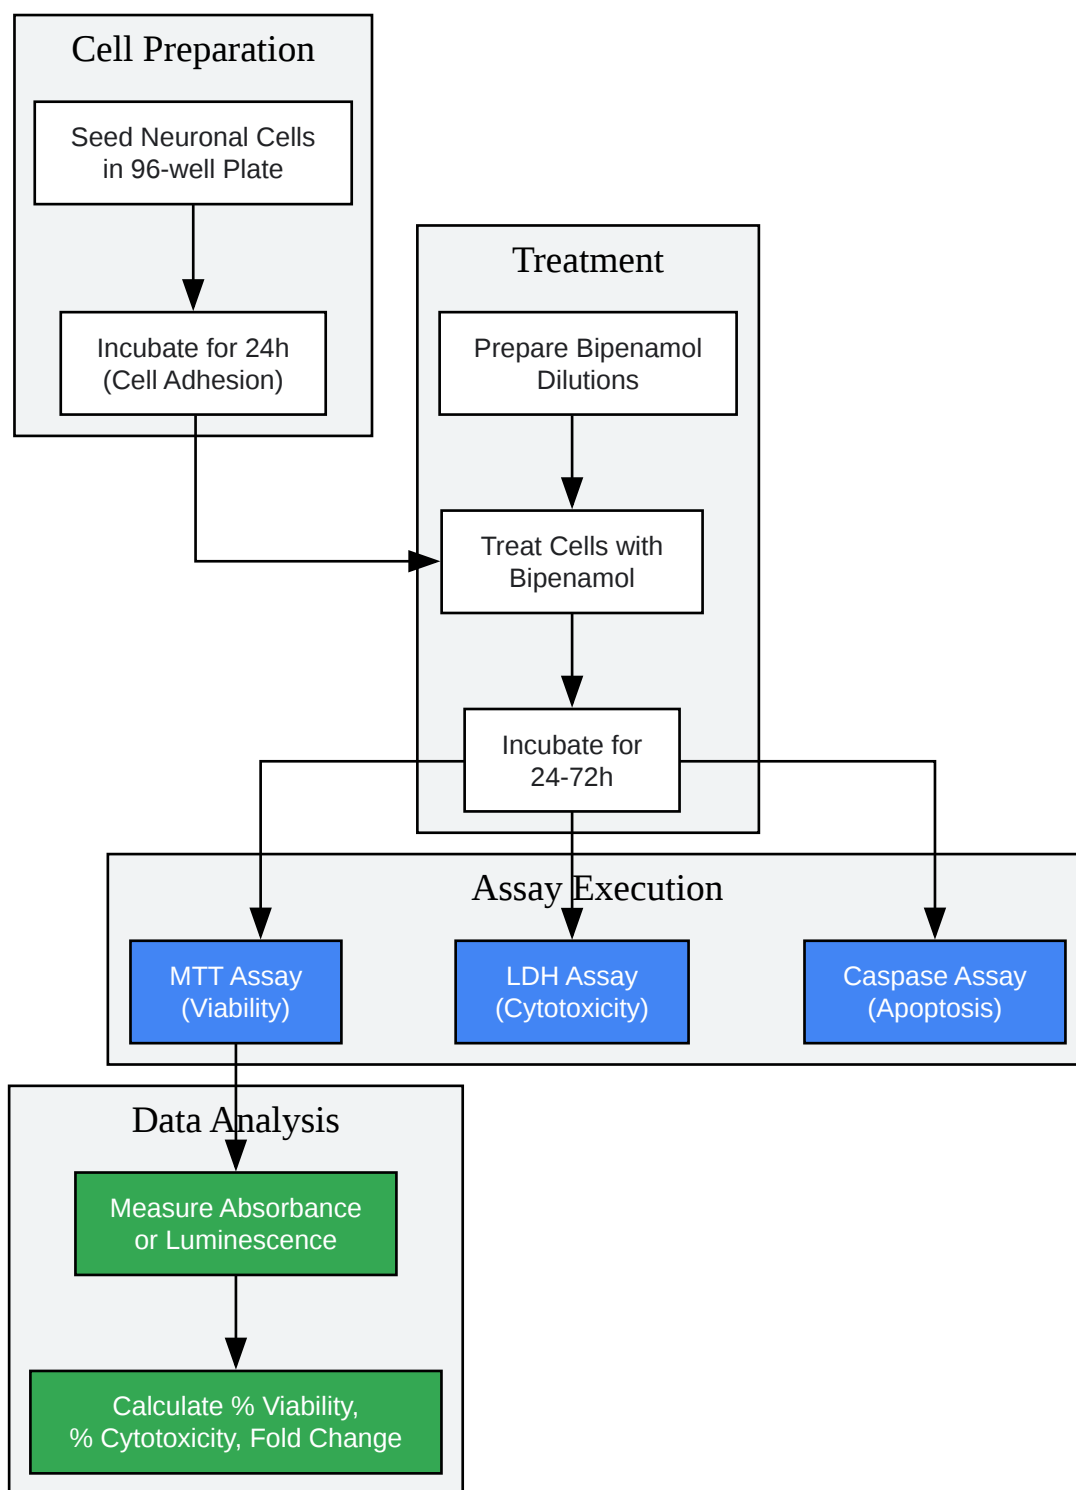 Cell Preparation
Seed Neuronal Cells
in 96-well Plate
Incubate for 24h
(Cell Adhesion)
Treatment
Prepare Bipenamol
Dilutions
Treat Cells with
Bipenamol
Incubate for
24-72h
Assay Execution
MTT Assay
(Viability)
LDH Assay
(Cytotoxicity)
Caspase Assay
(Apoptosis)
Data Analysis
Measure Absorbance
or Luminescence
Calculate % Viability,
% Cytotoxicity, Fold Change